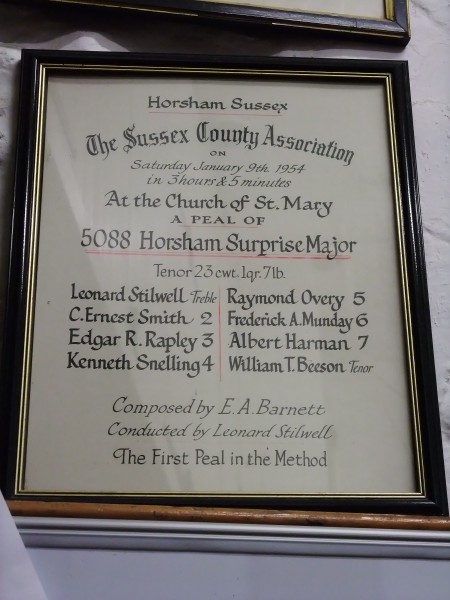 Horsham Sussex
The Sussex County Association
ON
Saturday January 9th. 1954
in 3 hours & 5 minutes
At the Church of St. Mary
A PEAL OF
5088 Horsham Surprise Major
Tenor 23 cwt. 1qr. 7lb.
Leonard Stilwell Treble
C. Ernest Smith 2
Edgar R. Rapley 3
Kenneth Snelling 4
Raymond Overy 5
Frederick A. Munday 6
Albert Harman 7
William T. Beeson Tenor
Composed by E. A. Barnett
Conducted by Leonard Stilwell
The First Peal in the Method